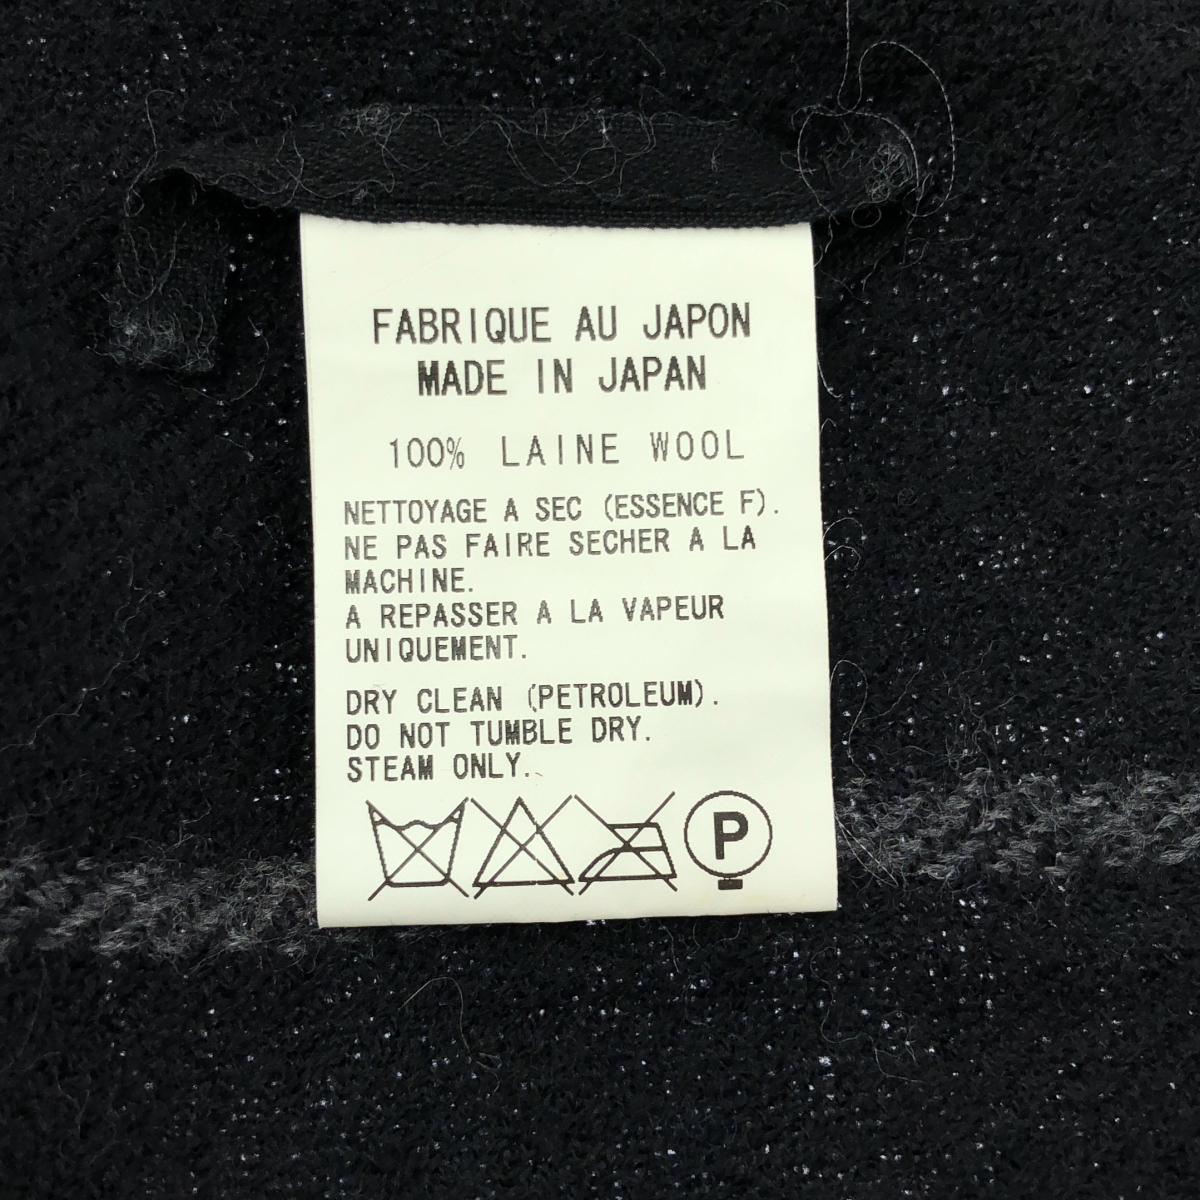 FABRIQUE AU JAPON
MADE IN JAPAN
100% LAINE WOOL
NETTOYAGE A SEC (ESSENCE F).
NE PAS FAIRE SECHER A LA
MACHINE.
A REPASSER A LA VAPEUR
UNIQUEMENT.
DRY CLEAN (PETROLEUM).
DO NOT TUMBLE DRY.
STEAM ONLY.
P